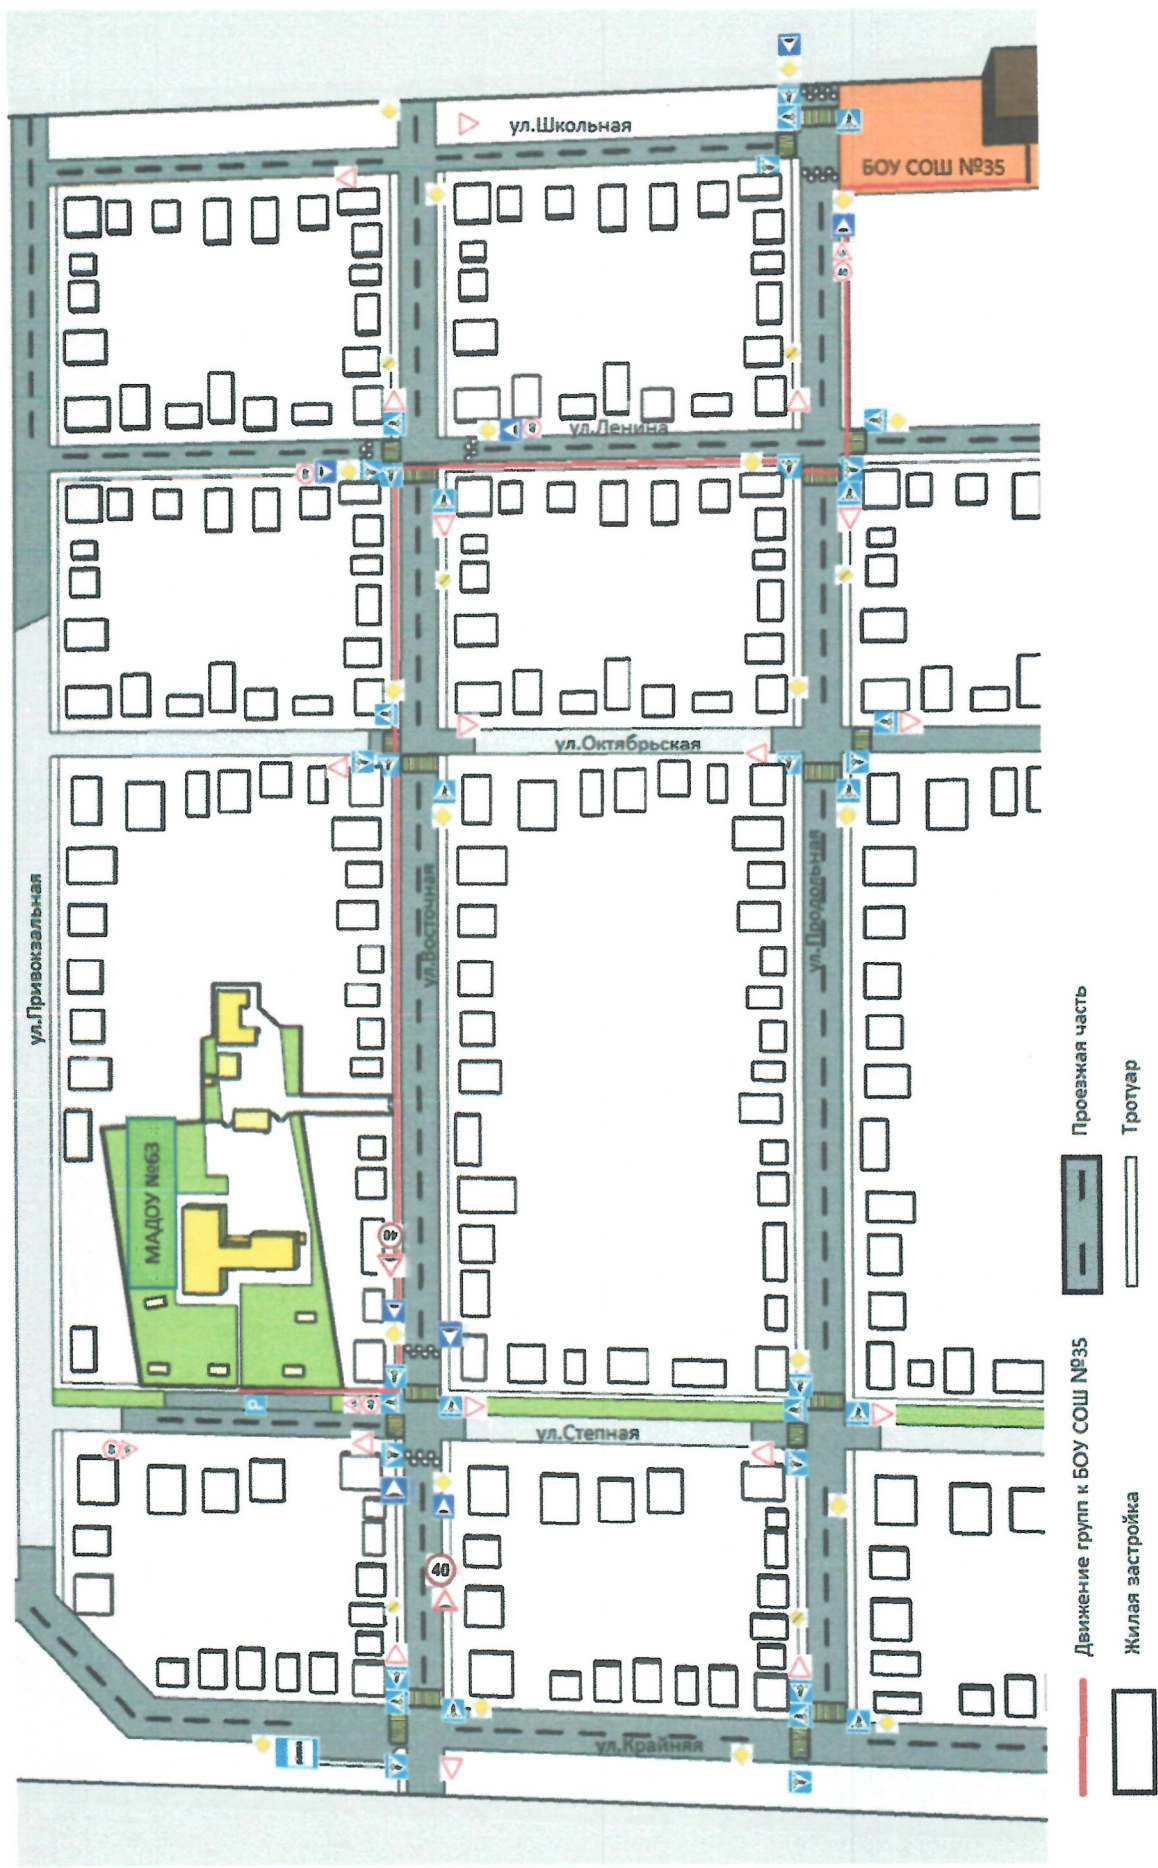 ул.Школьная
БОУ СОШ №35
ул.Ленина
ул.Октябрьская
ул.Привокзальная
ул.Восточная
ул.Продольная
МАДОУ №63
40
P
ул.Степная
40
ул.Крайняя
Движение групп к БОУ СОШ №35
Проезжая часть
Жилая застройка
Тротуар